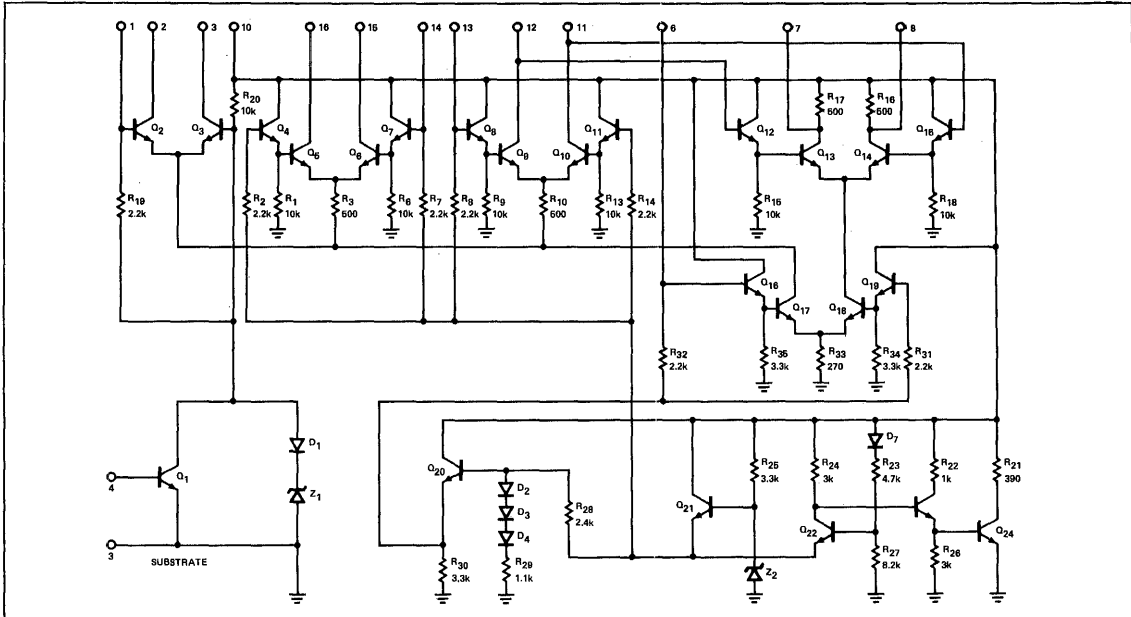 1 2 3 10 16 15 14 13 12 11 6 7 8
R20
10k
R17
600
R16
600
Q2 Q3 Q4 Q7 Q8 Q11 Q12 Q16
Q5 Q6 Q9 Q10 Q13 Q14
R19
2.2k
R2
2.2k
R1
10k
R3
600
R6
10k
R7
2.2k
R8
2.2k
R9
10k
R10
600
R13
10k
R14
2.2k
R15
10k
R18
10k
Q16 Q17 Q18 Q19
R32
2.2k
R35
3.3k
R33
270
R34
3.3k
R31
2.2k
4
Q1
D1
Z1
3
SUBSTRATE
Q20
D2
D3
D4
R28
2.4k
R30
3.3k
R29
1.1k
Q21
R25
3.3k
Z2
R24
3k
D7
R23
4.7k
R22
1k
R21
390
Q22
R27
8.2k
R26
3k
Q24